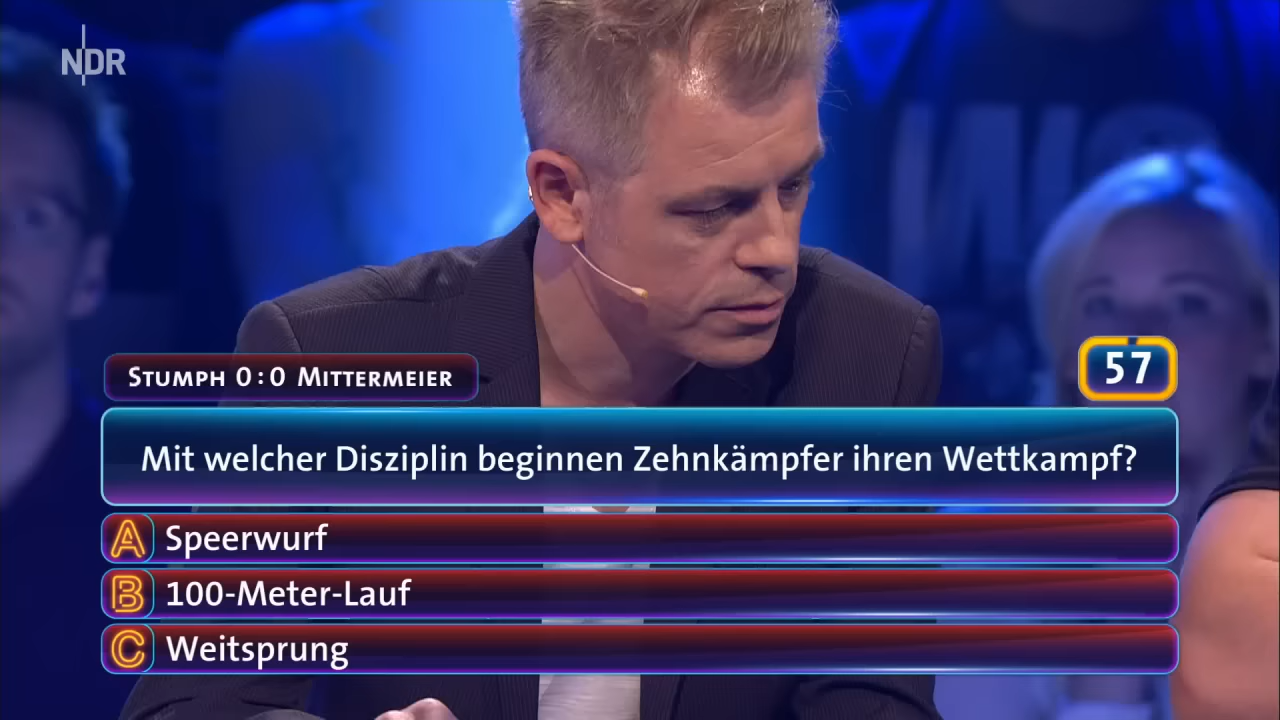 NDR
STUMPH 0:0 MITTERMEIER
57
Mit welcher Disziplin beginnen Zehnkämpfer ihren Wettkampf?
A Speerwurf
B 100-Meter-Lauf
C Weitsprung